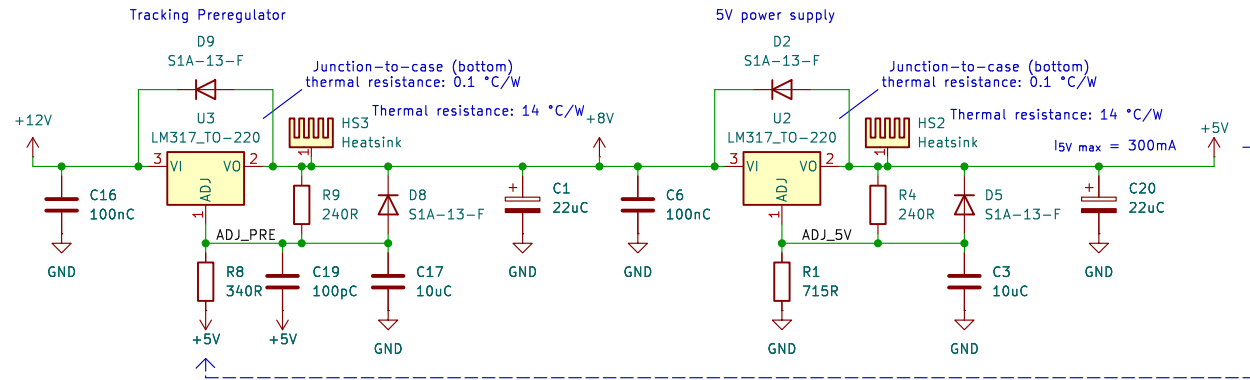 Tracking Preregulator
5V power supply
D9
S1A-13-F
D2
S1A-13-F
Junction-to-case (bottom)
thermal resistance: 0.1 °C/W
Junction-to-case (bottom)
thermal resistance: 0.1 °C/W
Thermal resistance: 14 °C/W
Thermal resistance: 14 °C/W
+12V
U3
LM317_TO-220
HS3
Heatsink
1
+8V
U2
LM317_TO-220
HS2
Heatsink
1
I5V max = 300mA
+5V
3
VI
VO
2
ADJ
1
3
VI
VO
2
ADJ
1
C16
100nC
R9
240R
D8
S1A-13-F
+
C1
22uC
C6
100nC
R4
240R
D5
S1A-13-F
+
C20
22uC
GND
ADJ_PRE
GND
GND
ADJ_5V
GND
R8
340R
C19
100pC
C17
10uC
R1
715R
C3
10uC
+5V
+5V
GND
GND
GND